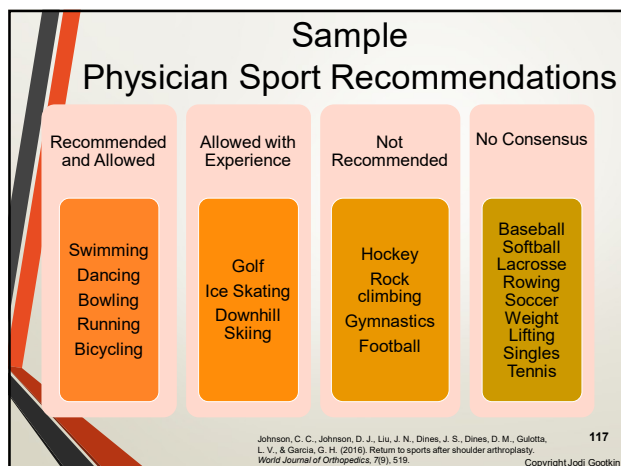 Sample
Physician Sport Recommendations
Recommended
and Allowed
Swimming
Dancing
Bowling
Running
Bicycling
Allowed with
Experience
Golf
Ice Skating
Downhill
Skiing
Not
Recommended
Hockey
Rock
climbing
Gymnastics
Football
No Consensus
Baseball
Softball
Lacrosse
Rowing
Soccer
Weight
Lifting
Singles
Tennis
Johnson, C. C., Johnson, D. J., Liu, J. N., Dines, J. S., Dines, D. M., Gulotta,
L. V., & Garcia, G. H. (2016). Return to sports after shoulder arthroplasty.
World Journal of Orthopedics, 7(9), 519.
117
Copyright Jodi Gootkin